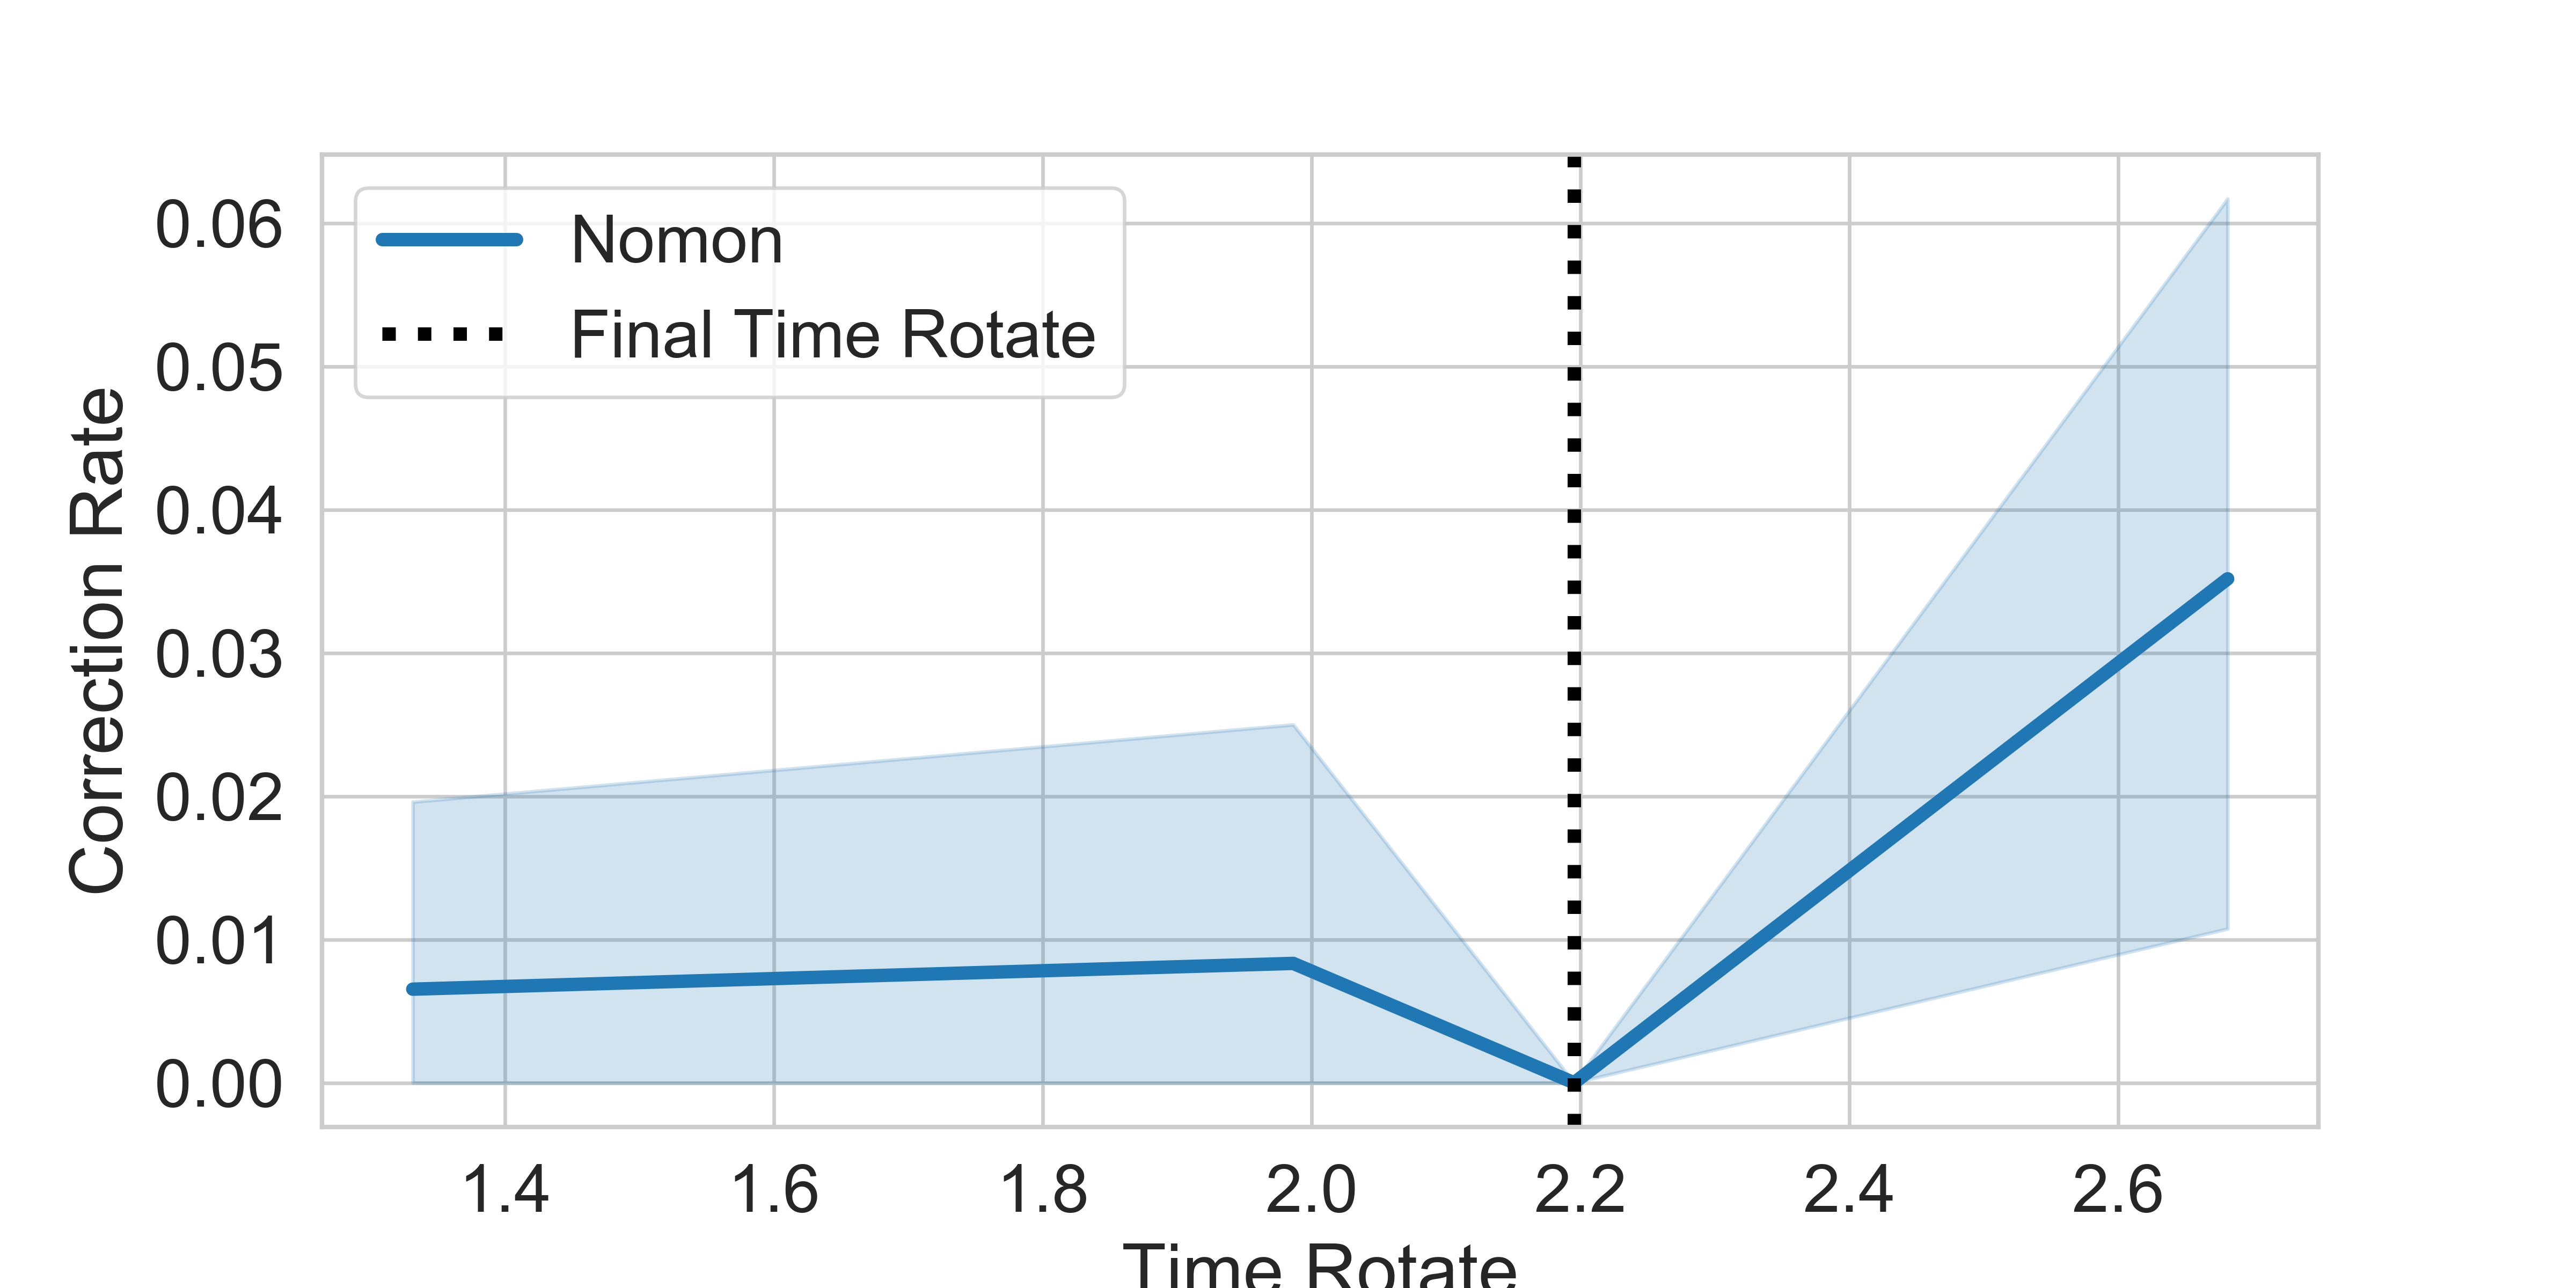 Nomon
Final Time Rotate
Correction Rate
0.06
0.05
0.04
0.03
0.02
0.01
0.00
1.4 1.6 1.8 2.0 2.2 2.4 2.6
Time Rotate